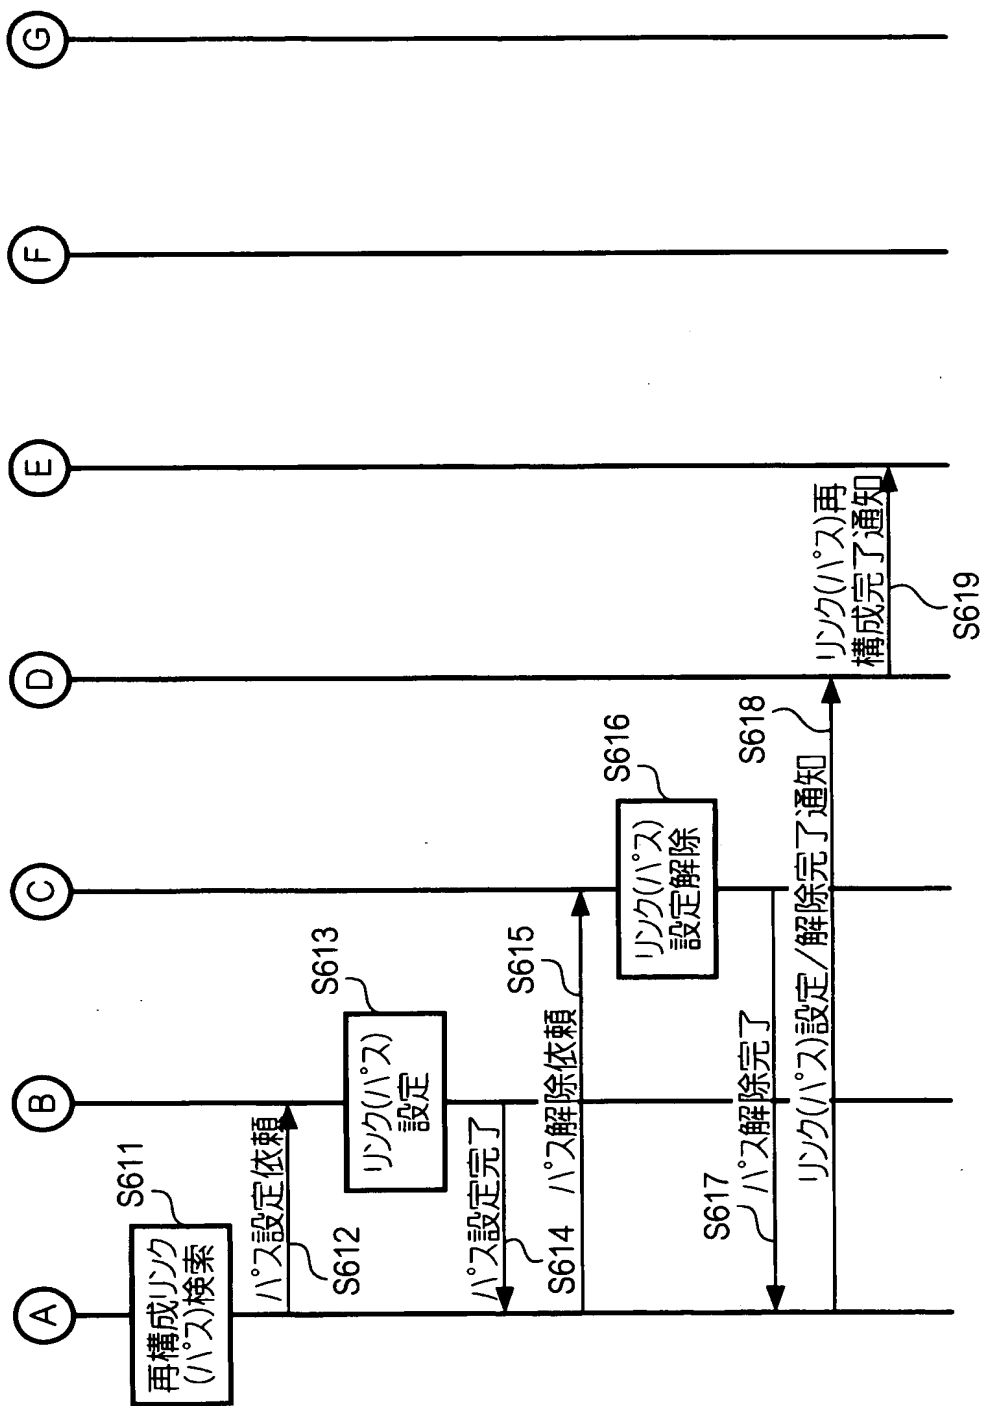 A
B
C
D
E
F
G
再構成リンク
(パス)検索
S611
パス設定依頼
S612
リンク(パス)
設定
S613
パス設定完了
S614
パス解除依頼
S615
リンク(パス)
設定解除
S616
パス解除完了
S617
リンク(パス)設定/解除完了通知
S618
リンク(パス)再
構成完了通知
S619